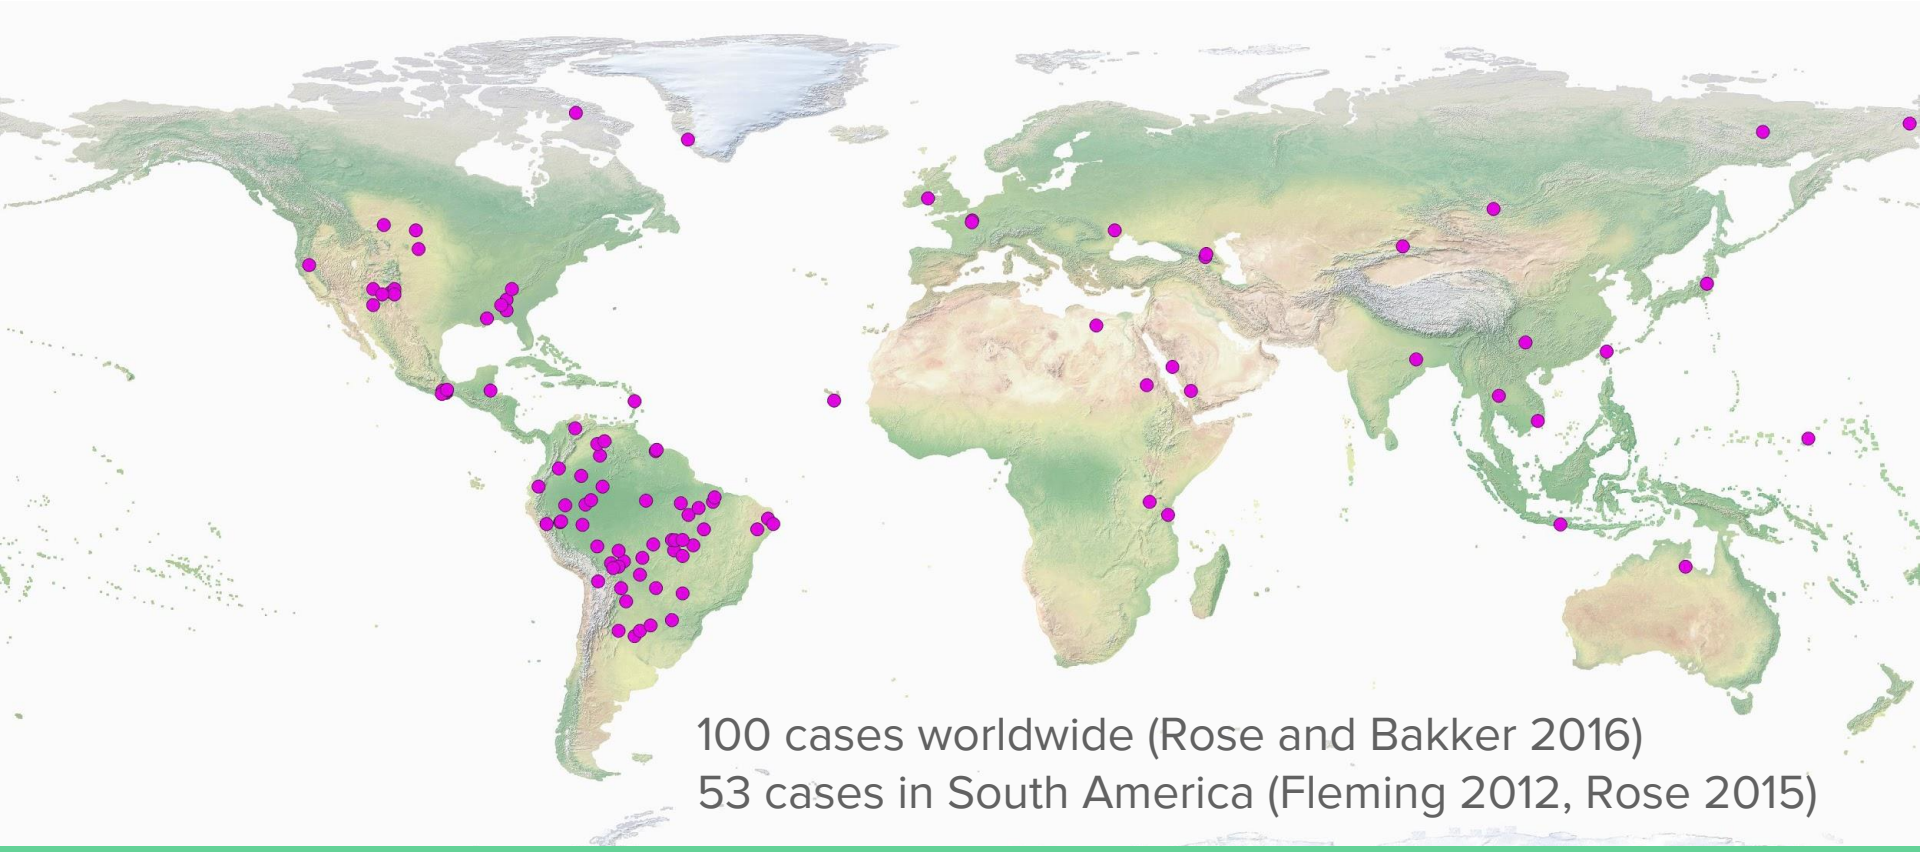 100 cases worldwide (Rose and Bakker 2016)
53 cases in South America (Fleming 2012, Rose 2015)